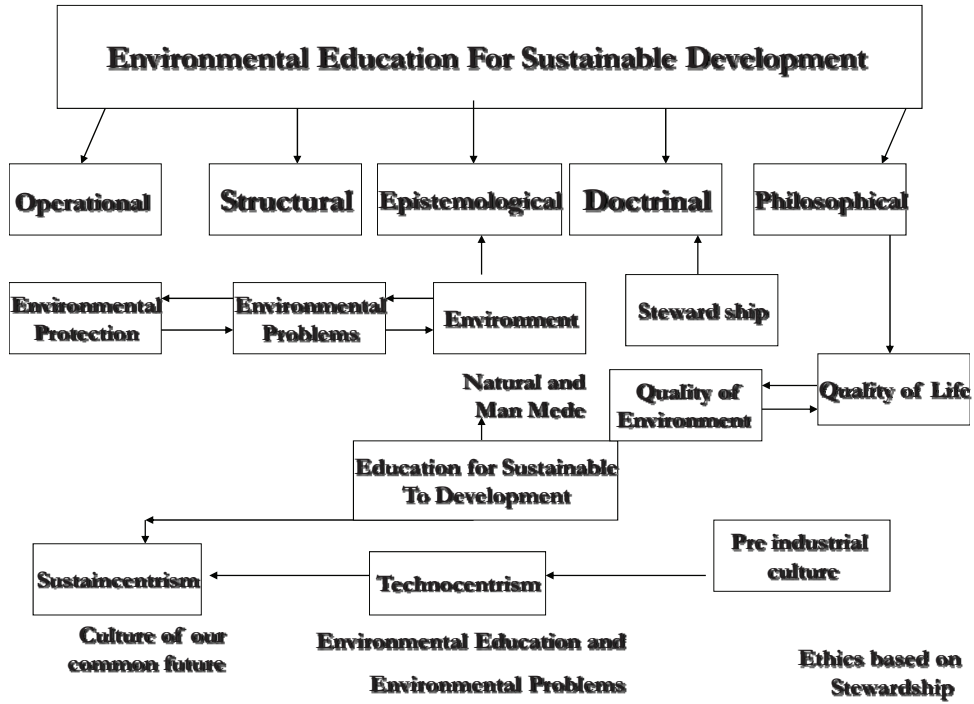 Environmental Education For Sustainable Development
Operational
Structural
Epistemological
Doctrinal
Philosophical
Environmental
Protection
Environmental
Problems
Environment
Steward ship
Natural and
Man Mede
Quality of
Environment
Quality of Life
Education for Sustainable
To Development
Sustaincentrism
Technocentrism
Pre industrial
culture
Culture of our
common future
Environmental Education and
Environmental Problems
Ethics based on
Stewardship